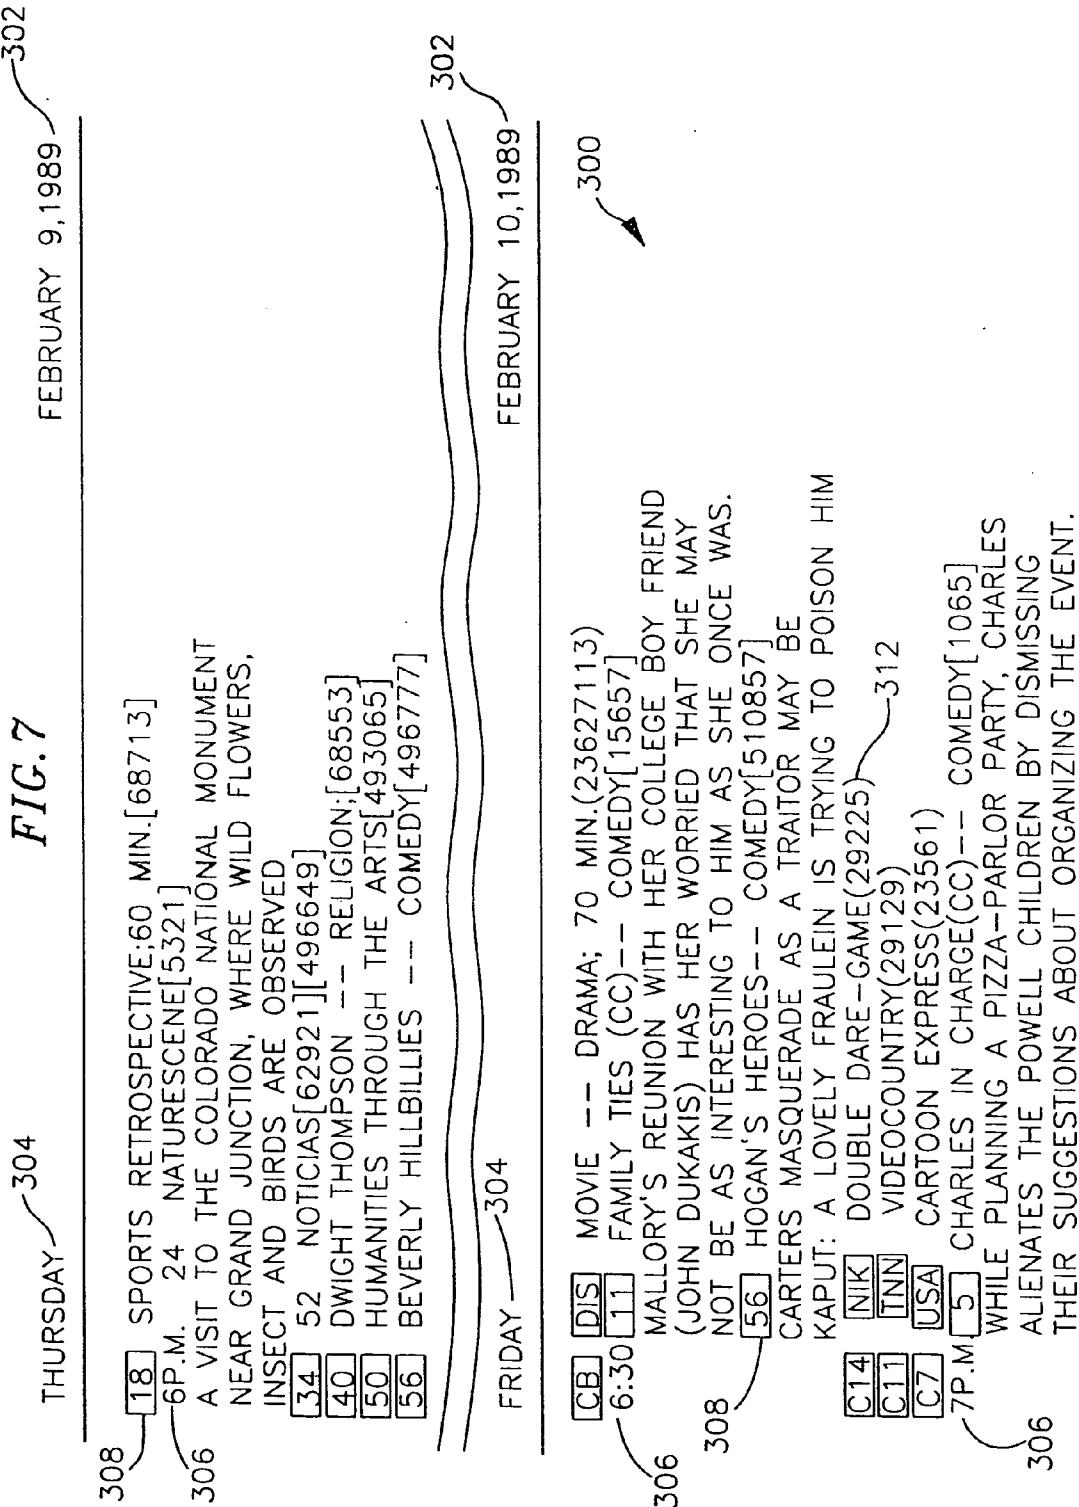 FIG.7
THURSDAY 304 FEBRUARY 9,1989 302
308 18 SPORTS RETROSPECTIVE;60 MIN.[68713]
306 6P.M. 24 NATURESCENE[5321]
A VISIT TO THE COLORADO NATIONAL MONUMENT
NEAR GRAND JUNCTION, WHERE WILD FLOWERS,
INSECT AND BIRDS ARE OBSERVED
34 52 NOTICIAS[62921][496649]
40 DWIGHT THOMPSON -- RELIGION;[68553]
50 HUMANITIES THROUGH THE ARTS[493065]
56 BEVERLY HILLBILLIES -- COMEDY[496777]
FRIDAY 304 FEBRUARY 10,1989 302
300
CB DIS MOVIE -- DRAMA; 70 MIN.(23627113)
306 6:30 11 FAMILY TIES (CC)-- COMEDY[15657]
MALLORY'S REUNION WITH HER COLLEGE BOY FRIEND
(JOHN DUKAKIS) HAS HER WORRIED THAT SHE MAY
NOT BE AS INTERESTING TO HIM AS SHE ONCE WAS.
308 56 HOGAN'S HEROES-- COMEDY[510857]
CARTERS MASQUERADE AS A TRAITOR MAY BE
KAPUT: A LOVELY FRAULEIN IS TRYING TO POISON HIM
C14 NIK DOUBLE DARE-GAME(29225) 312
C11 TNN VIDEOCOUNTRY(29129)
C7 USA CARTOON EXPRESS(23561)
306 7P.M 5 CHARLES IN CHARGE(CC)-- COMEDY[1065]
WHILE PLANNING A PIZZA-PARLOR PARTY, CHARLES
ALIENATES THE POWELL CHILDREN BY DISMISSING
THEIR SUGGESTIONS ABOUT ORGANIZING THE EVENT.